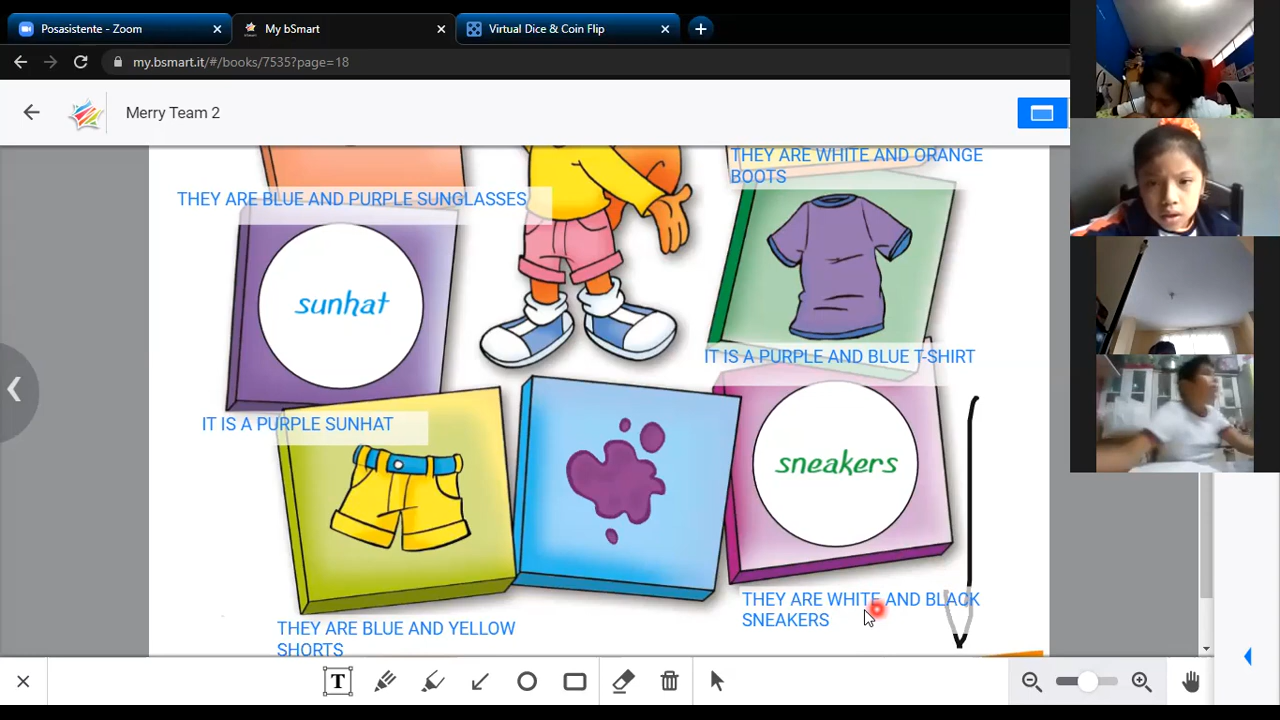 Posasistente - Zoom
My bSmart
Virtual Dice & Coin Flip
my.bsmart.it/#/books/7535?page=18
Merry Team 2
THEY ARE WHITE AND ORANGE
BOOTS
THEY ARE BLUE AND PURPLE SUNGLASSES
sunhat
IT IS A PURPLE AND BLUE T-SHIRT
IT IS A PURPLE SUNHAT
sneakers
THEY ARE WHITE AND BLACK
SNEAKERS
THEY ARE BLUE AND YELLOW
SHORTS
T